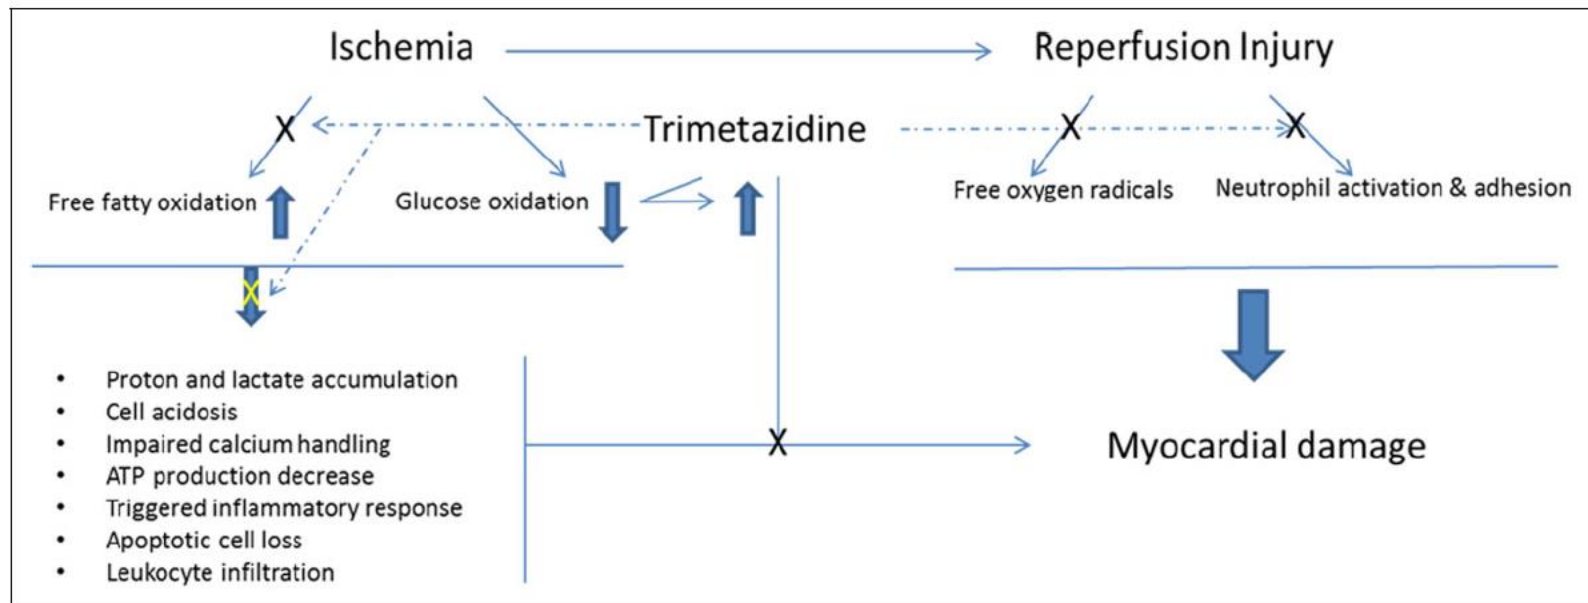 Ischemia
Reperfusion Injury
X
Trimetazidine
X
X
Free fatty oxidation
Glucose oxidation
Free oxygen radicals
Neutrophil activation & adhesion
X
• Proton and lactate accumulation
• Cell acidosis
• Impaired calcium handling
• ATP production decrease
• Triggered inflammatory response
• Apoptotic cell loss
• Leukocyte infiltration
X
Myocardial damage